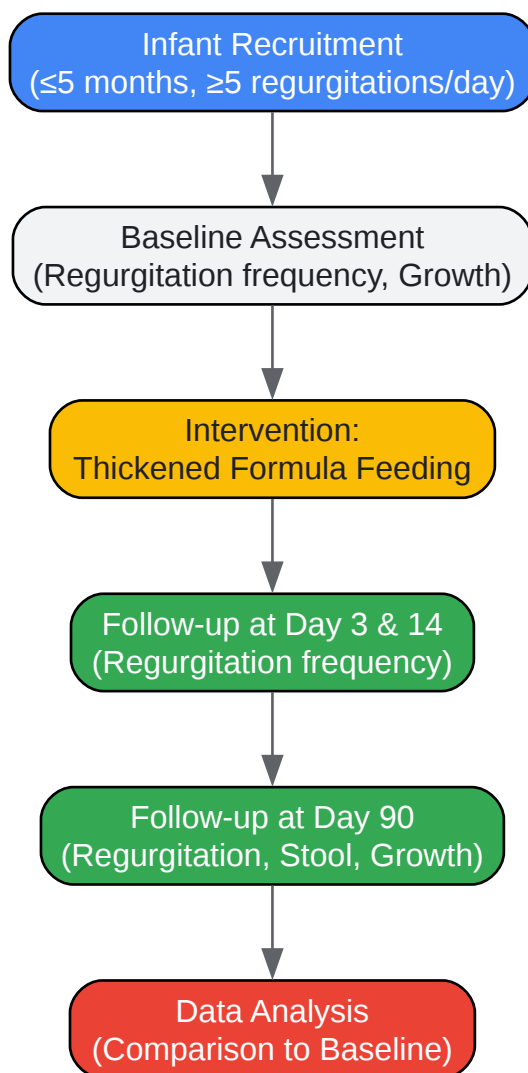 Infant Recruitment
(≤5 months, ≥5 regurgitations/day)
Baseline Assessment
(Regurgitation frequency, Growth)
Intervention:
Thickened Formula Feeding
Follow-up at Day 3 & 14
(Regurgitation frequency)
Follow-up at Day 90
(Regurgitation, Stool, Growth)
Data Analysis
(Comparison to Baseline)